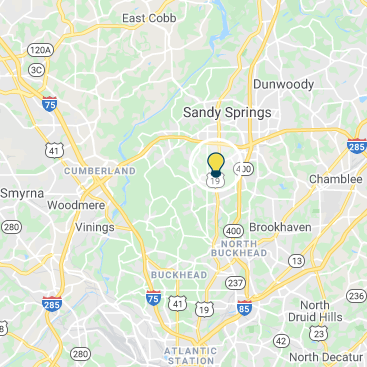 East Cobb
120A
3C
75
Dunwoody
Sandy Springs
41
285
CUMBERLAND
400
19
Chamblee
Smyrna
Woodmere
280
Vinings
400
Brookhaven
NORTH
BUCKHEAD
13
BUCKHEAD
237
236
285
75
41
19
85
North
Druid Hills
42
23
280
ATLANTIC
STATION
North Decatur